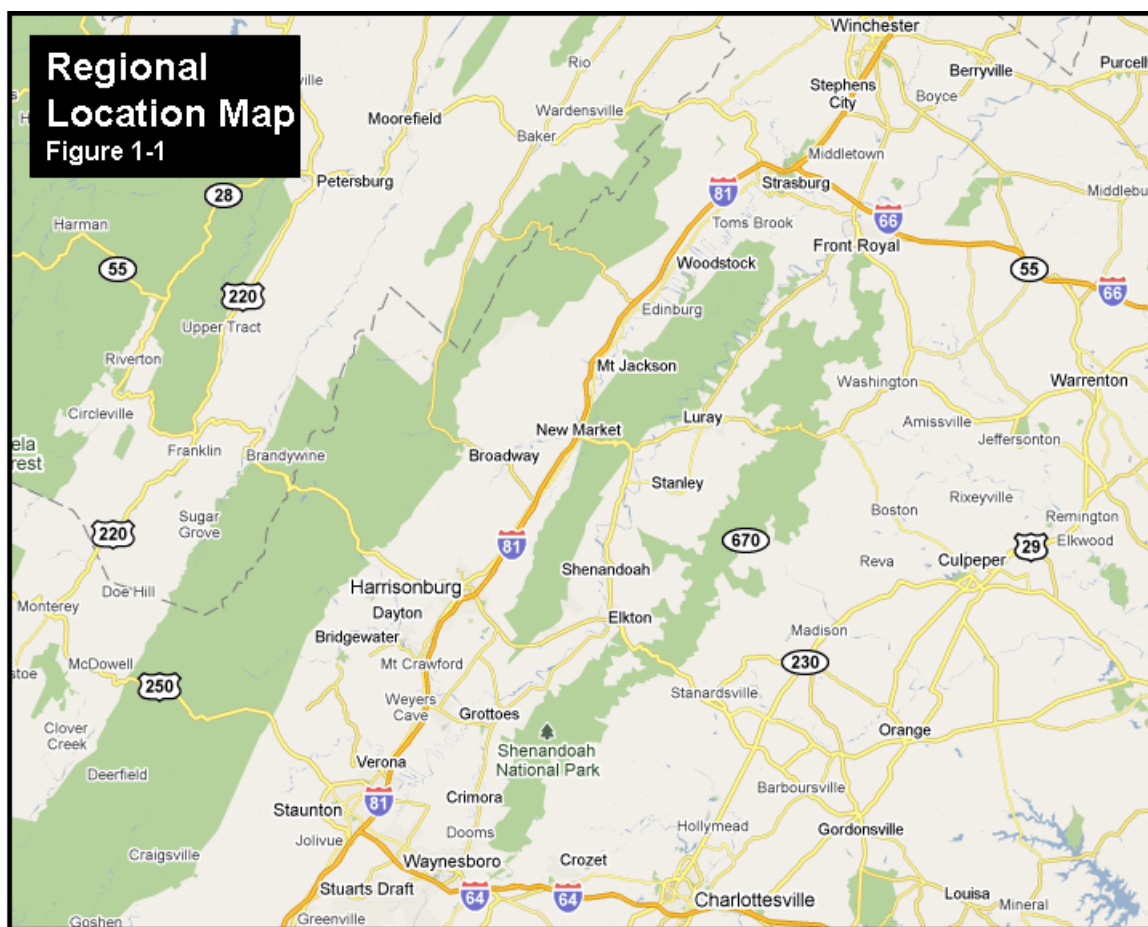 Regional
Location Map
Figure 1-1
Winchester
Berryville
Purcell
Rio
ville
Stephens
City
Boyce
Wardensville
Moorefield
Baker
Middletown
Petersburg
Strasburg
Middlebu
28
81
66
Toms Brook
Harman
Front Royal
Woodstock
55
55
220
66
Edinburg
Upper Tract
Riverton
Mt Jackson
Washington
Warrenton
Circleville
Luray
Amissville
New Market
Jeffersonton
ela
rest
Franklin
Brandywine
Broadway
Stanley
Rixeyville
Boston
Sugar
Grove
Remington
220
81
670
29
Elkwood
Shenandoah
Reva
Culpeper
Harrisonburg
Doe Hill
Monterey
Dayton
Elkton
Madison
Bridgewater
McDowell
Mt Crawford
230
stoe
250
Stanardsville
Weyers
Cave
Grottoes
Clover
Creek
Orange
Shenandoah
National Park
Verona
Deerfield
Barboursville
81
Crimora
Staunton
Hollymead
Gordonsville
Jolivue
Dooms
Craigsville
Waynesboro
Crozet
Stuarts Draft
64
64
Charlottesville
Louisa
Mineral
Goshen
Greenville